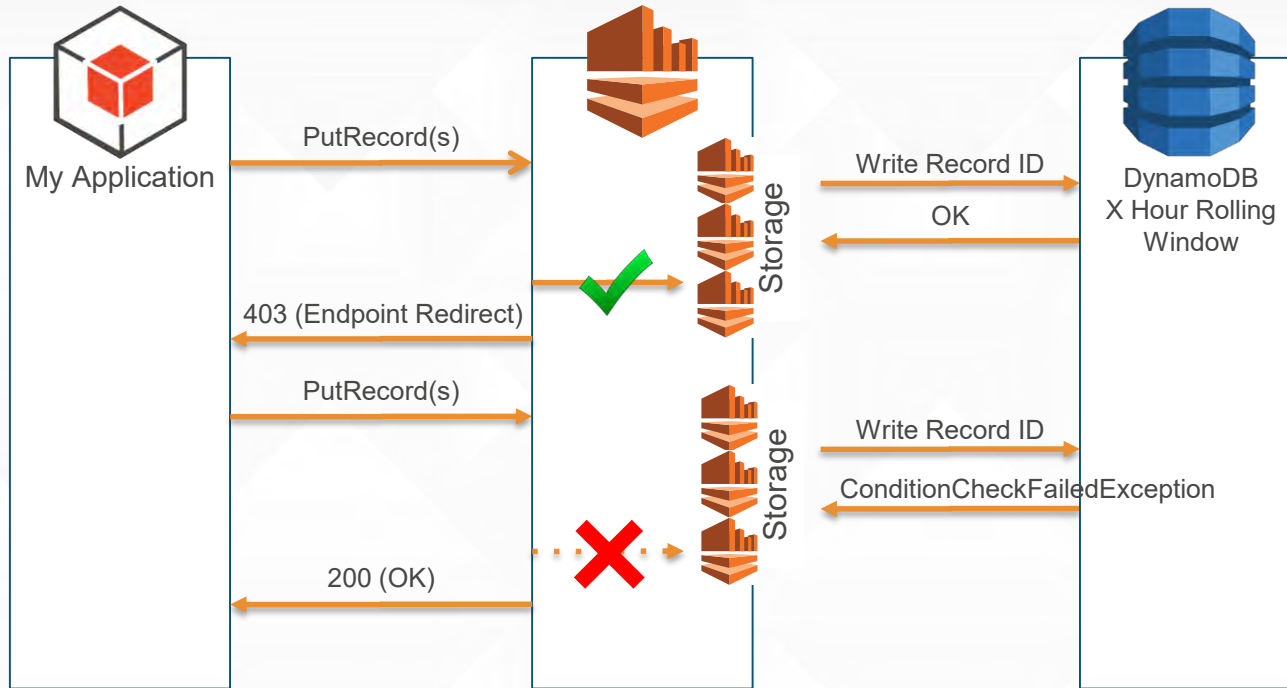 My Application
PutRecord(s)
Storage
Write Record ID
OK
DynamoDB
X Hour Rolling
Window
403 (Endpoint Redirect)
PutRecord(s)
Storage
Write Record ID
ConditionCheckFailedException
200 (OK)